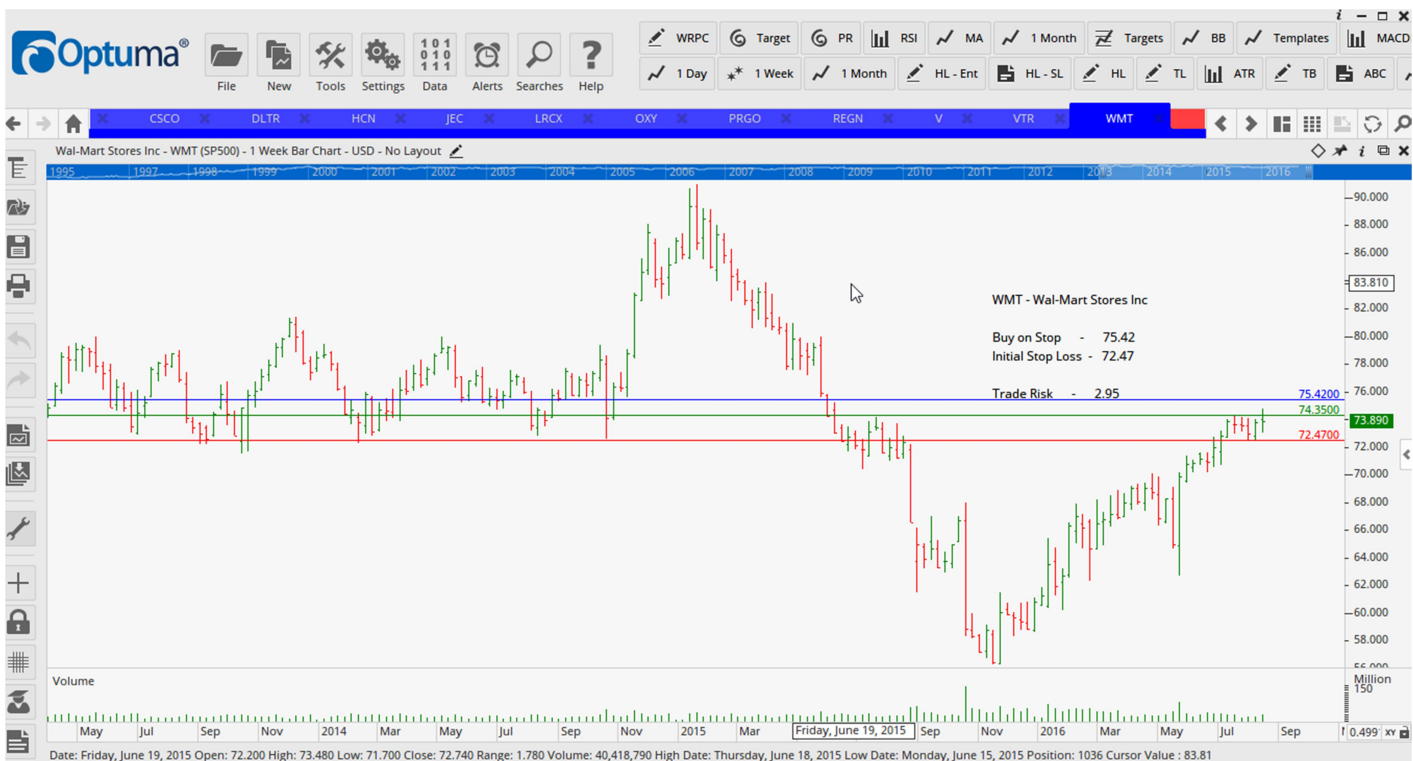 Optuma®
File New Tools Settings Data Alerts Searches Help
WRPC Target PR RSI MA 1 Month Targets BB Templates MACD
1 Day 1 Week 1 Month HL - Ent HL - SL HL TL ATR TB ABC
CSCO DLTR HCN JEC LRCX OXY PRGO REGN V VTR WMT
Wal-Mart Stores Inc - WMT (SP500) - 1 Week Bar Chart - USD - No Layout
1995 1997 1998 1999 2000 2001 2002 2003 2004 2005 2006 2007 2008 2009 2010 2011 2012 2013 2014 2015 2016
90.000
88.000
86.000
83.810
82.000
80.000
78.000
76.000
73.890
72.000
70.000
68.000
66.000
64.000
62.000
60.000
58.000
56.000
WMT - Wal-Mart Stores Inc
Buy on Stop - 75.42
Initial Stop Loss - 72.47
Trade Risk - 2.95
75.4200
74.3500
72.4700
Volume
Million
150
May Jul Sep Nov 2014 Mar May Jul Sep Nov 2015 Mar Friday, June 19, 2015 Sep Nov 2016 Mar May Jul Sep
0.499 XY
Date: Friday, June 19, 2015 Open: 72.200 High: 73.480 Low: 71.700 Close: 72.740 Range: 1.780 Volume: 40,418,790 High Date: Thursday, June 18, 2015 Low Date: Monday, June 15, 2015 Position: 1036 Cursor Value : 83.81